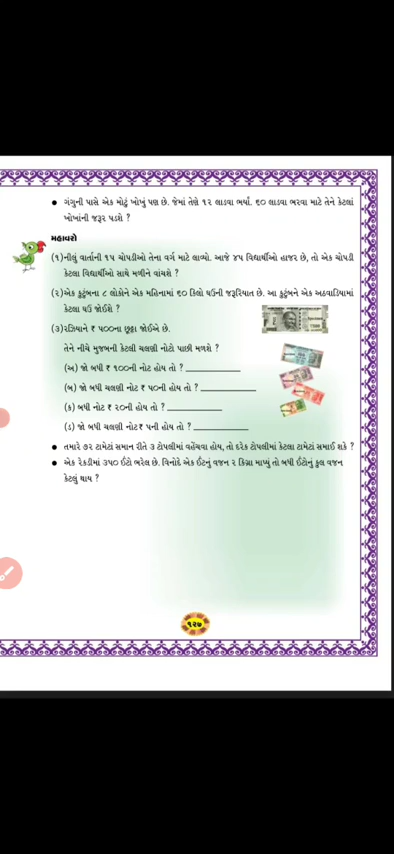 ● ગંગુની પાસે એક મોટું ખોખું પણ છે. જેમાં તેણે ૧૨ લાડવા ભર્યાં. ૬૦ લાડવા ભરવા માટે તેને કેટલાં
ખોખાંની જરૂર પડશે ?
મહાવરો
(૧) નીલું વાર્તાની ૧૫ ચોપડીઓ તેના વર્ગ માટે લાવ્યો. આજે ૪૫ વિદ્યાર્થીઓ હાજર છે, તો એક ચોપડી
કેટલા વિદ્યાર્થીઓ સાથે મળીને વાંચશે ?
(૨) એક કુટુંબના ૮ લોકોને એક મહિનામાં ૬૦ કિલો ઘઉંની જરૂરિયાત છે. આ કુટુંબને એક અઠવાડિયામાં
કેટલા ઘઉં જોઈશે ?
(૩) રઝિયાને ₹ ૫૦૦ના છૂટ્ટા જોઈએ છે.
તેને નીચે મુજબની કેટલી ચલણી નોટો પાછી મળશે ?
(અ) જો બધી ₹ ૧૦૦ની નોટ હોય તો ? ___________
(બ) જો બધી ચલણી નોટ ₹ ૫૦ની હોય તો ? ___________
(ક) બધી નોટ ₹ ૨૦ની હોય તો ? ___________
(ડ) જો બધી ચલણી નોટ ₹ ૫ની હોય તો ? ___________
● તમારે ૭૨ ટામેટાં સમાન રીતે ૩ ટોપલીમાં વહેંચવા હોય, તો દરેક ટોપલીમાં કેટલા ટામેટાં સમાઈ શકે ?
● એક રેકડીમાં ૩૫૦ ઈંટો ભરેલ છે. વિનોદે એક ઈંટનું વજન ૨ કિગ્રા માપ્યું તો બધી ઈંટોનું કુલ વજન
કેટલું થાય ?
૧૨૭